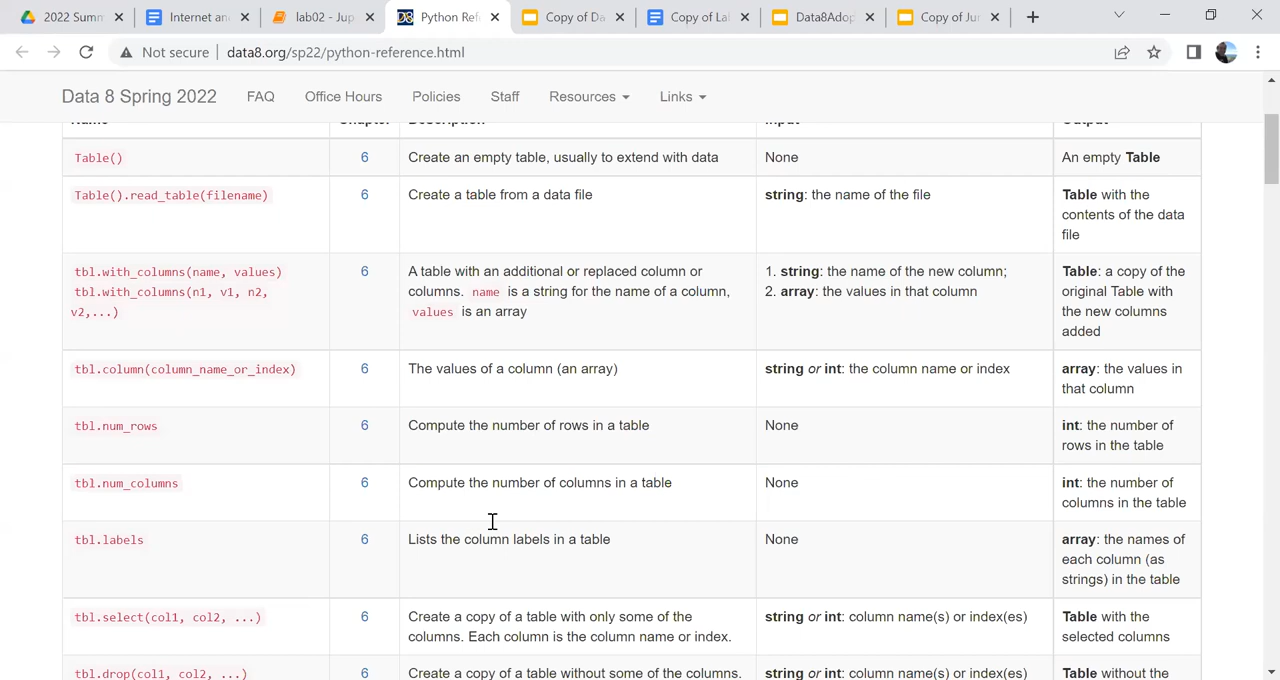 2022 Summ
Internet an
lab02 - Jup
Python Ref
Copy of Da
Copy of La
Data8Adop
Copy of Ju
Not secure
data8.org/sp22/python-reference.html
Data 8 Spring 2022 FAQ Office Hours Policies Staff Resources Links
Name Chapter Description Input Output
Table() 6 Create an empty table, usually to extend with data None An empty Table
Table().read_table(filename) 6 Create a table from a data file string: the name of the file Table with the
contents of the data
file
tbl.with_columns(name, values) 6 A table with an additional or replaced column or 1. string: the name of the new column; Table: a copy of the
tbl.with_columns(n1, v1, n2, columns. name is a string for the name of a column, 2. array: the values in that column original Table with
v2,...) values is an array the new columns
added
tbl.column(column_name_or_index) 6 The values of a column (an array) string or int: the column name or index array: the values in
that column
tbl.num_rows 6 Compute the number of rows in a table None int: the number of
rows in the table
tbl.num_columns 6 Compute the number of columns in a table None int: the number of
columns in the table
tbl.labels 6 Lists the column labels in a table None array: the names of
each column (as
strings) in the table
tbl.select(col1, col2, ...) 6 Create a copy of a table with only some of the string or int: column name(s) or index(es) Table with the
columns. Each column is the column name or index. selected columns
tbl.drop(col1, col2, ...) 6 Create a copy of a table without some of the columns. string or int: column name(s) or index(es) Table without the